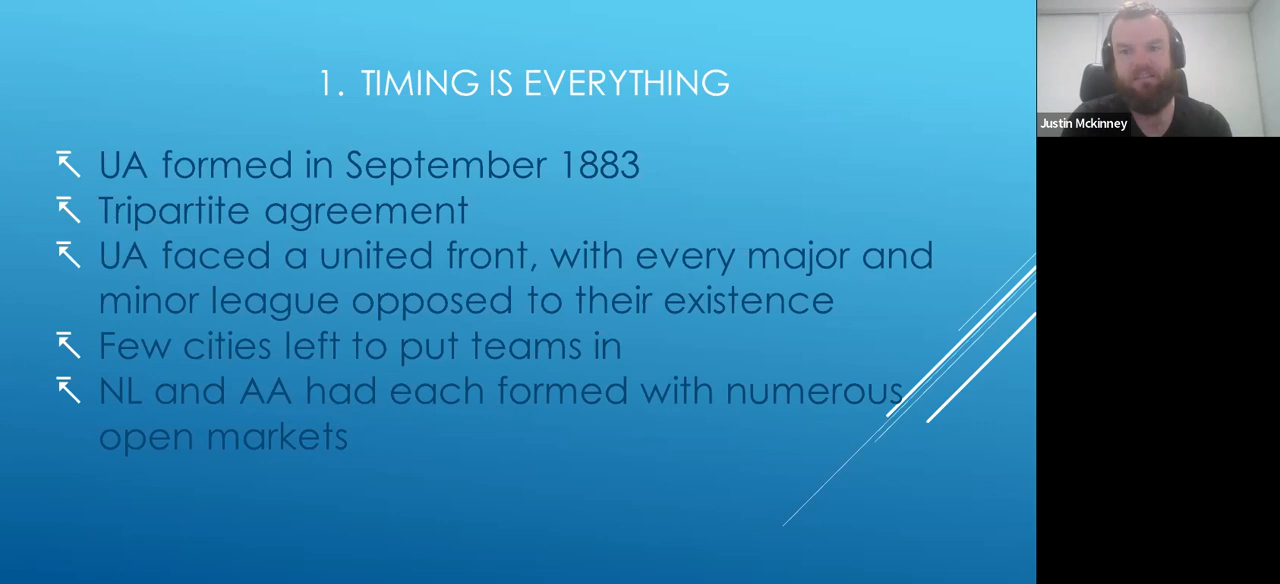 1. TIMING IS EVERYTHING
UA formed in September 1883
Tripartite agreement
UA faced a united front, with every major and
minor league opposed to their existence
Few cities left to put teams in
NL and AA had each formed with numerous
open markets
Justin Mckinney